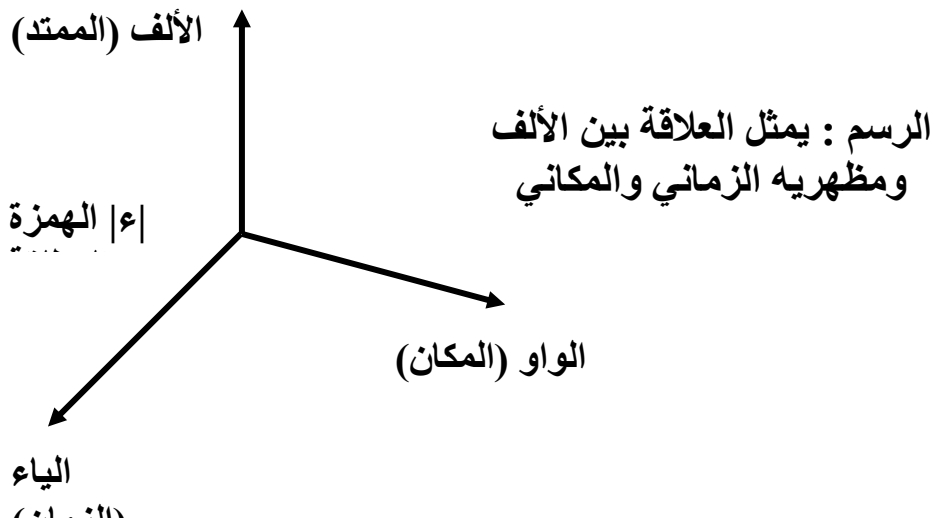 الألف (الممتد)
الرسم : يمثل العلاقة بين الألف
ومظهريه الزماني والمكاني
|ء| الهمزة
الواو (المكان)
الياء